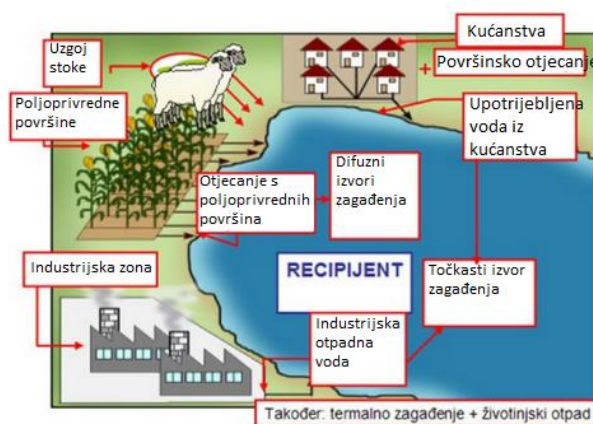 Uzgoj
stoke
Poljoprivredne
površine
Kućanstva
+ Površinsko otjecanje
Upotrijebljena
voda iz
kućanstva
Otjecanje s
poljoprivrednih
površina
Difuzni
izvori
zagađenja
Industrijska zona
RECIPIJENT
Točkasti izvor
zagađenja
Industrijska
otpadna
voda
Također: termalno zagađenje + životinjski otpad